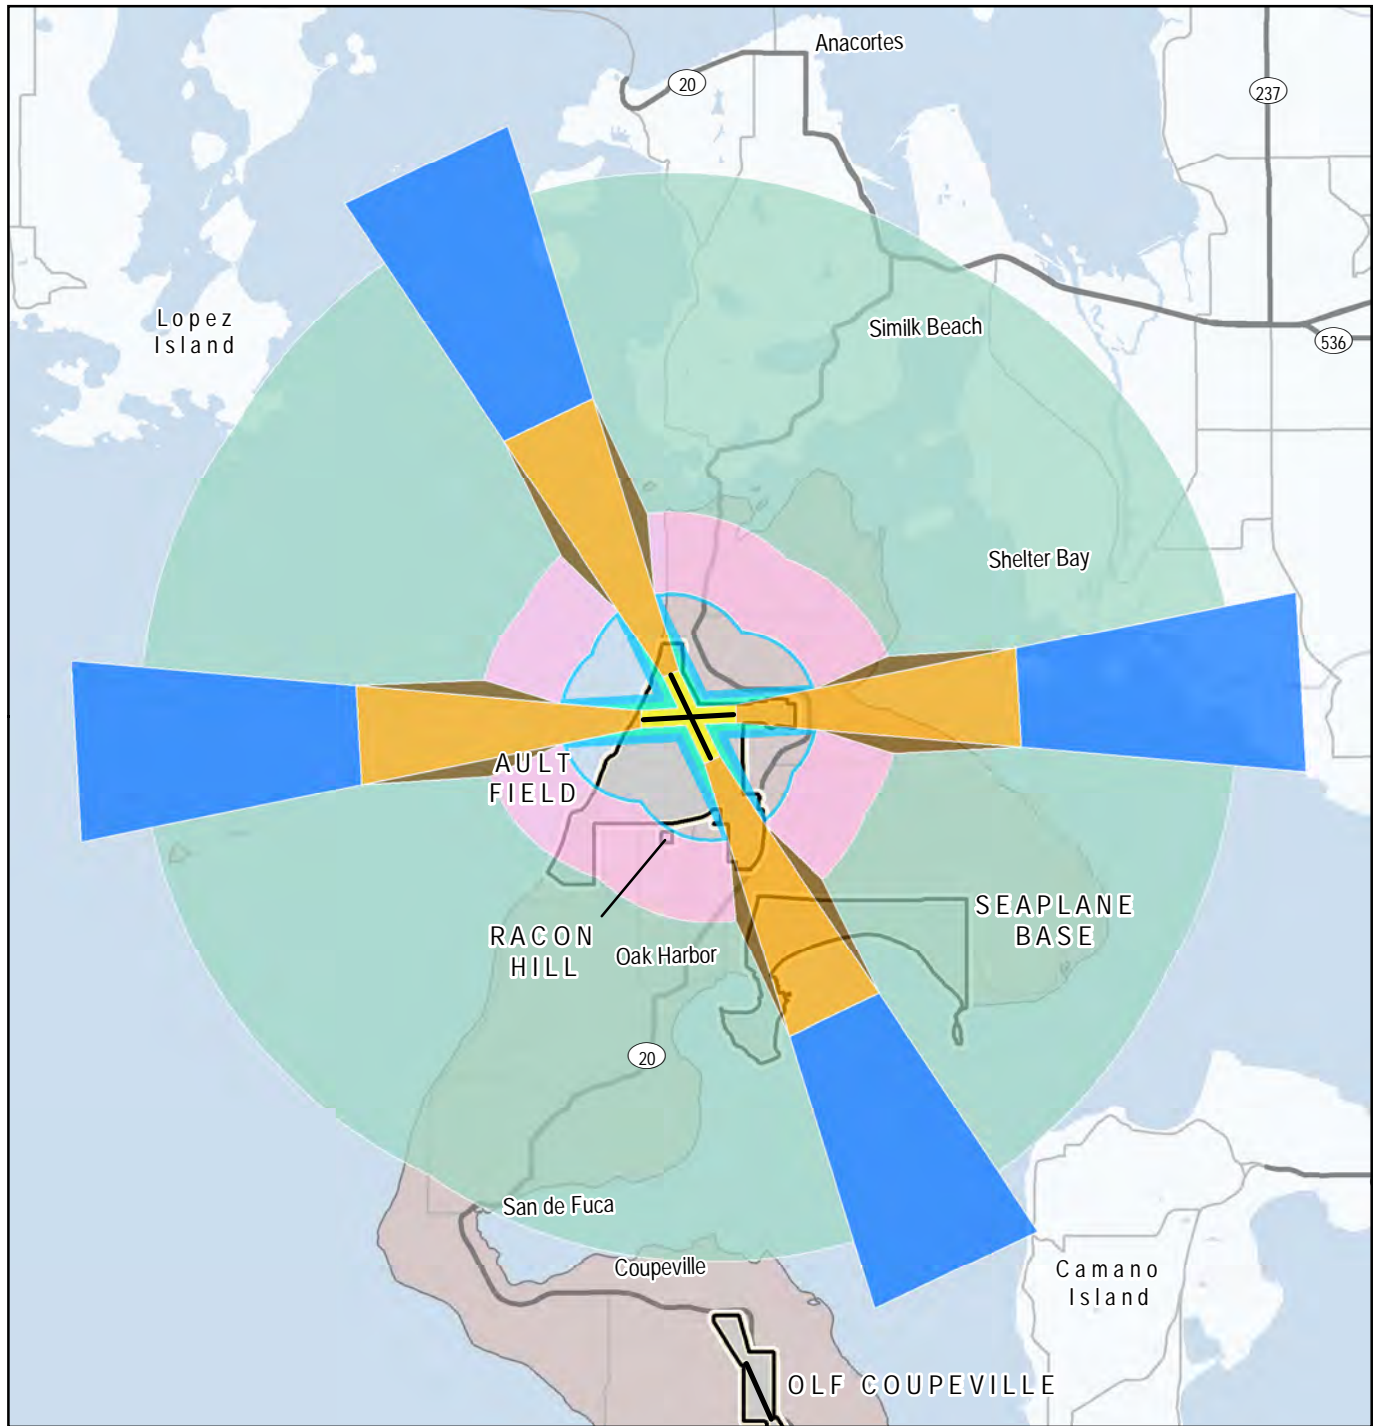 Anacortes
20
237
Lopez
Island
Similk Beach
536
Shelter Bay
AULT
FIELD
SEAPLANE
BASE
RACON
HILL
Oak Harbor
20
San de Fuca
Coupeville
Camano
Island
OLF COUPEVILLE